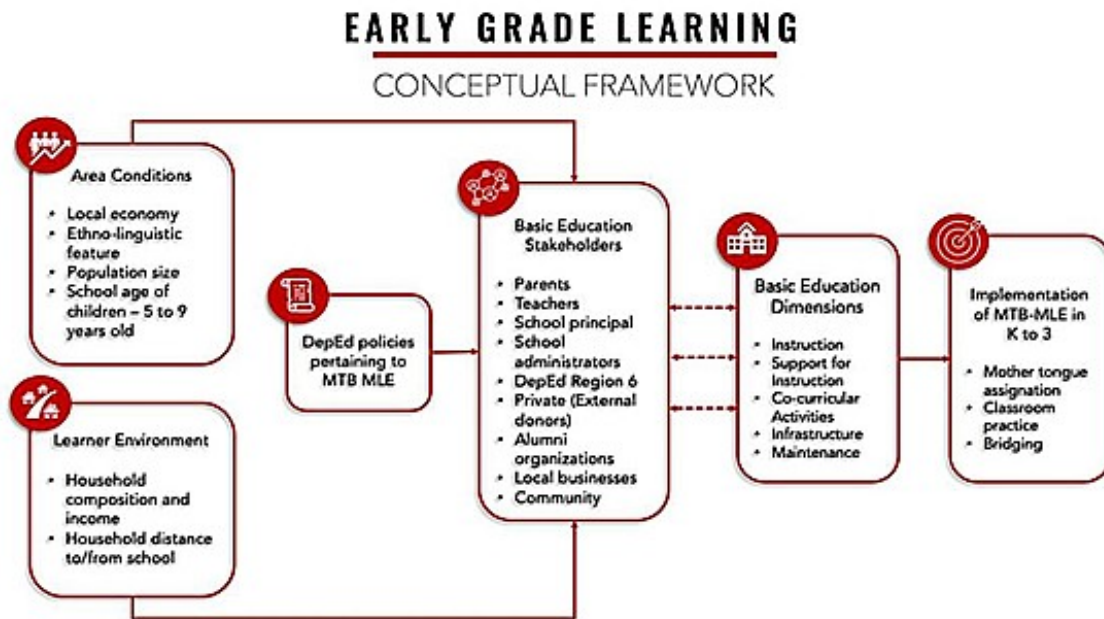 EARLY GRADE LEARNING
CONCEPTUAL FRAMEWORK
Area Conditions
Local economy
Ethno-linguistic
feature
Population size
School age of
children – 5 to 9
years old
Learner Environment
Household
composition and
income
Household distance
to/from school
DepEd policies
pertaining to
MTB MLE
Basic Education
Stakeholders
Parents
Teachers
School principal
School
administrators
DepEd Region 6
Private (External
donors)
Alumni
organizations
Local businesses
Community
Basic Education
Dimensions
Instruction
Support for
Instruction
Co-curricular
Activities
Infrastructure
Maintenance
Implementation
of MTB-MLE in
K to 3
Mother tongue
assignation
Classroom
practice
Bridging